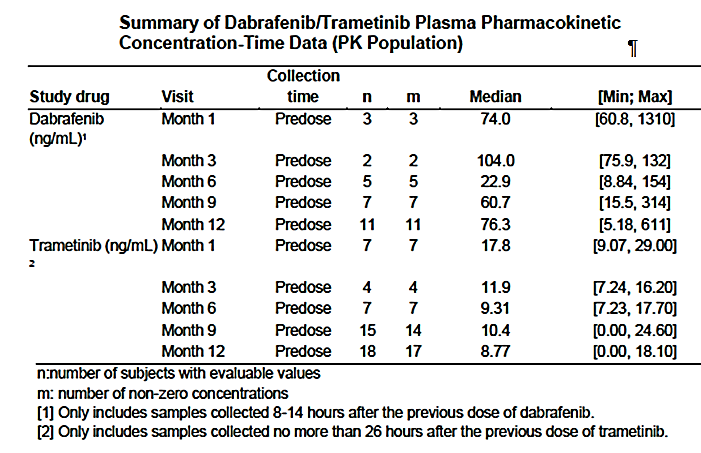 Summary of Dabrafenib/Trametinib Plasma Pharmacokinetic
Concentration-Time Data (PK Population) ¶
Collection
Study drug Visit time n m Median [Min; Max]
Dabrafenib Month 1 Predose 3 3 74.0 [60.8, 1310]
(ng/mL)¹
Month 3 Predose 2 2 104.0 [75.9, 132]
Month 6 Predose 5 5 22.9 [8.84, 154]
Month 9 Predose 7 7 60.7 [15.5, 314]
Month 12 Predose 11 11 76.3 [5.18, 611]
Trametinib (ng/mL) Month 1 Predose 7 7 17.8 [9.07, 29.00]
²
Month 3 Predose 4 4 11.9 [7.24, 16.20]
Month 6 Predose 7 7 9.31 [7.23, 17.70]
Month 9 Predose 15 14 10.4 [0.00, 24.60]
Month 12 Predose 18 17 8.77 [0.00, 18.10]
n:number of subjects with evaluable values
m: number of non-zero concentrations
[1] Only includes samples collected 8-14 hours after the previous dose of dabrafenib.
[2] Only includes samples collected no more than 26 hours after the previous dose of trametinib.